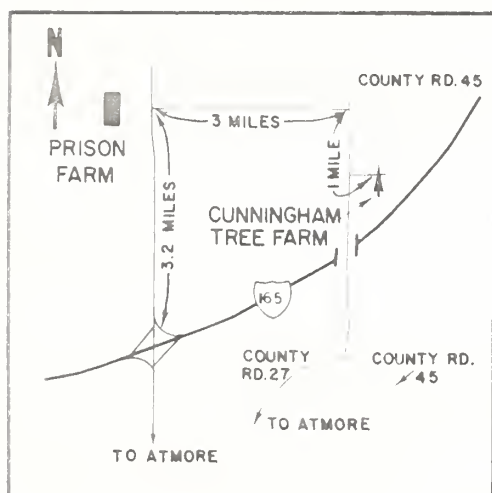 N
COUNTY RD. 45
3 MILES
PRISON
FARM
3.2 MILES
1 MILE
CUNNINGHAM
TREE FARM
I65
COUNTY
RD. 27
COUNTY RD.
45
TO ATMORE
TO ATMORE